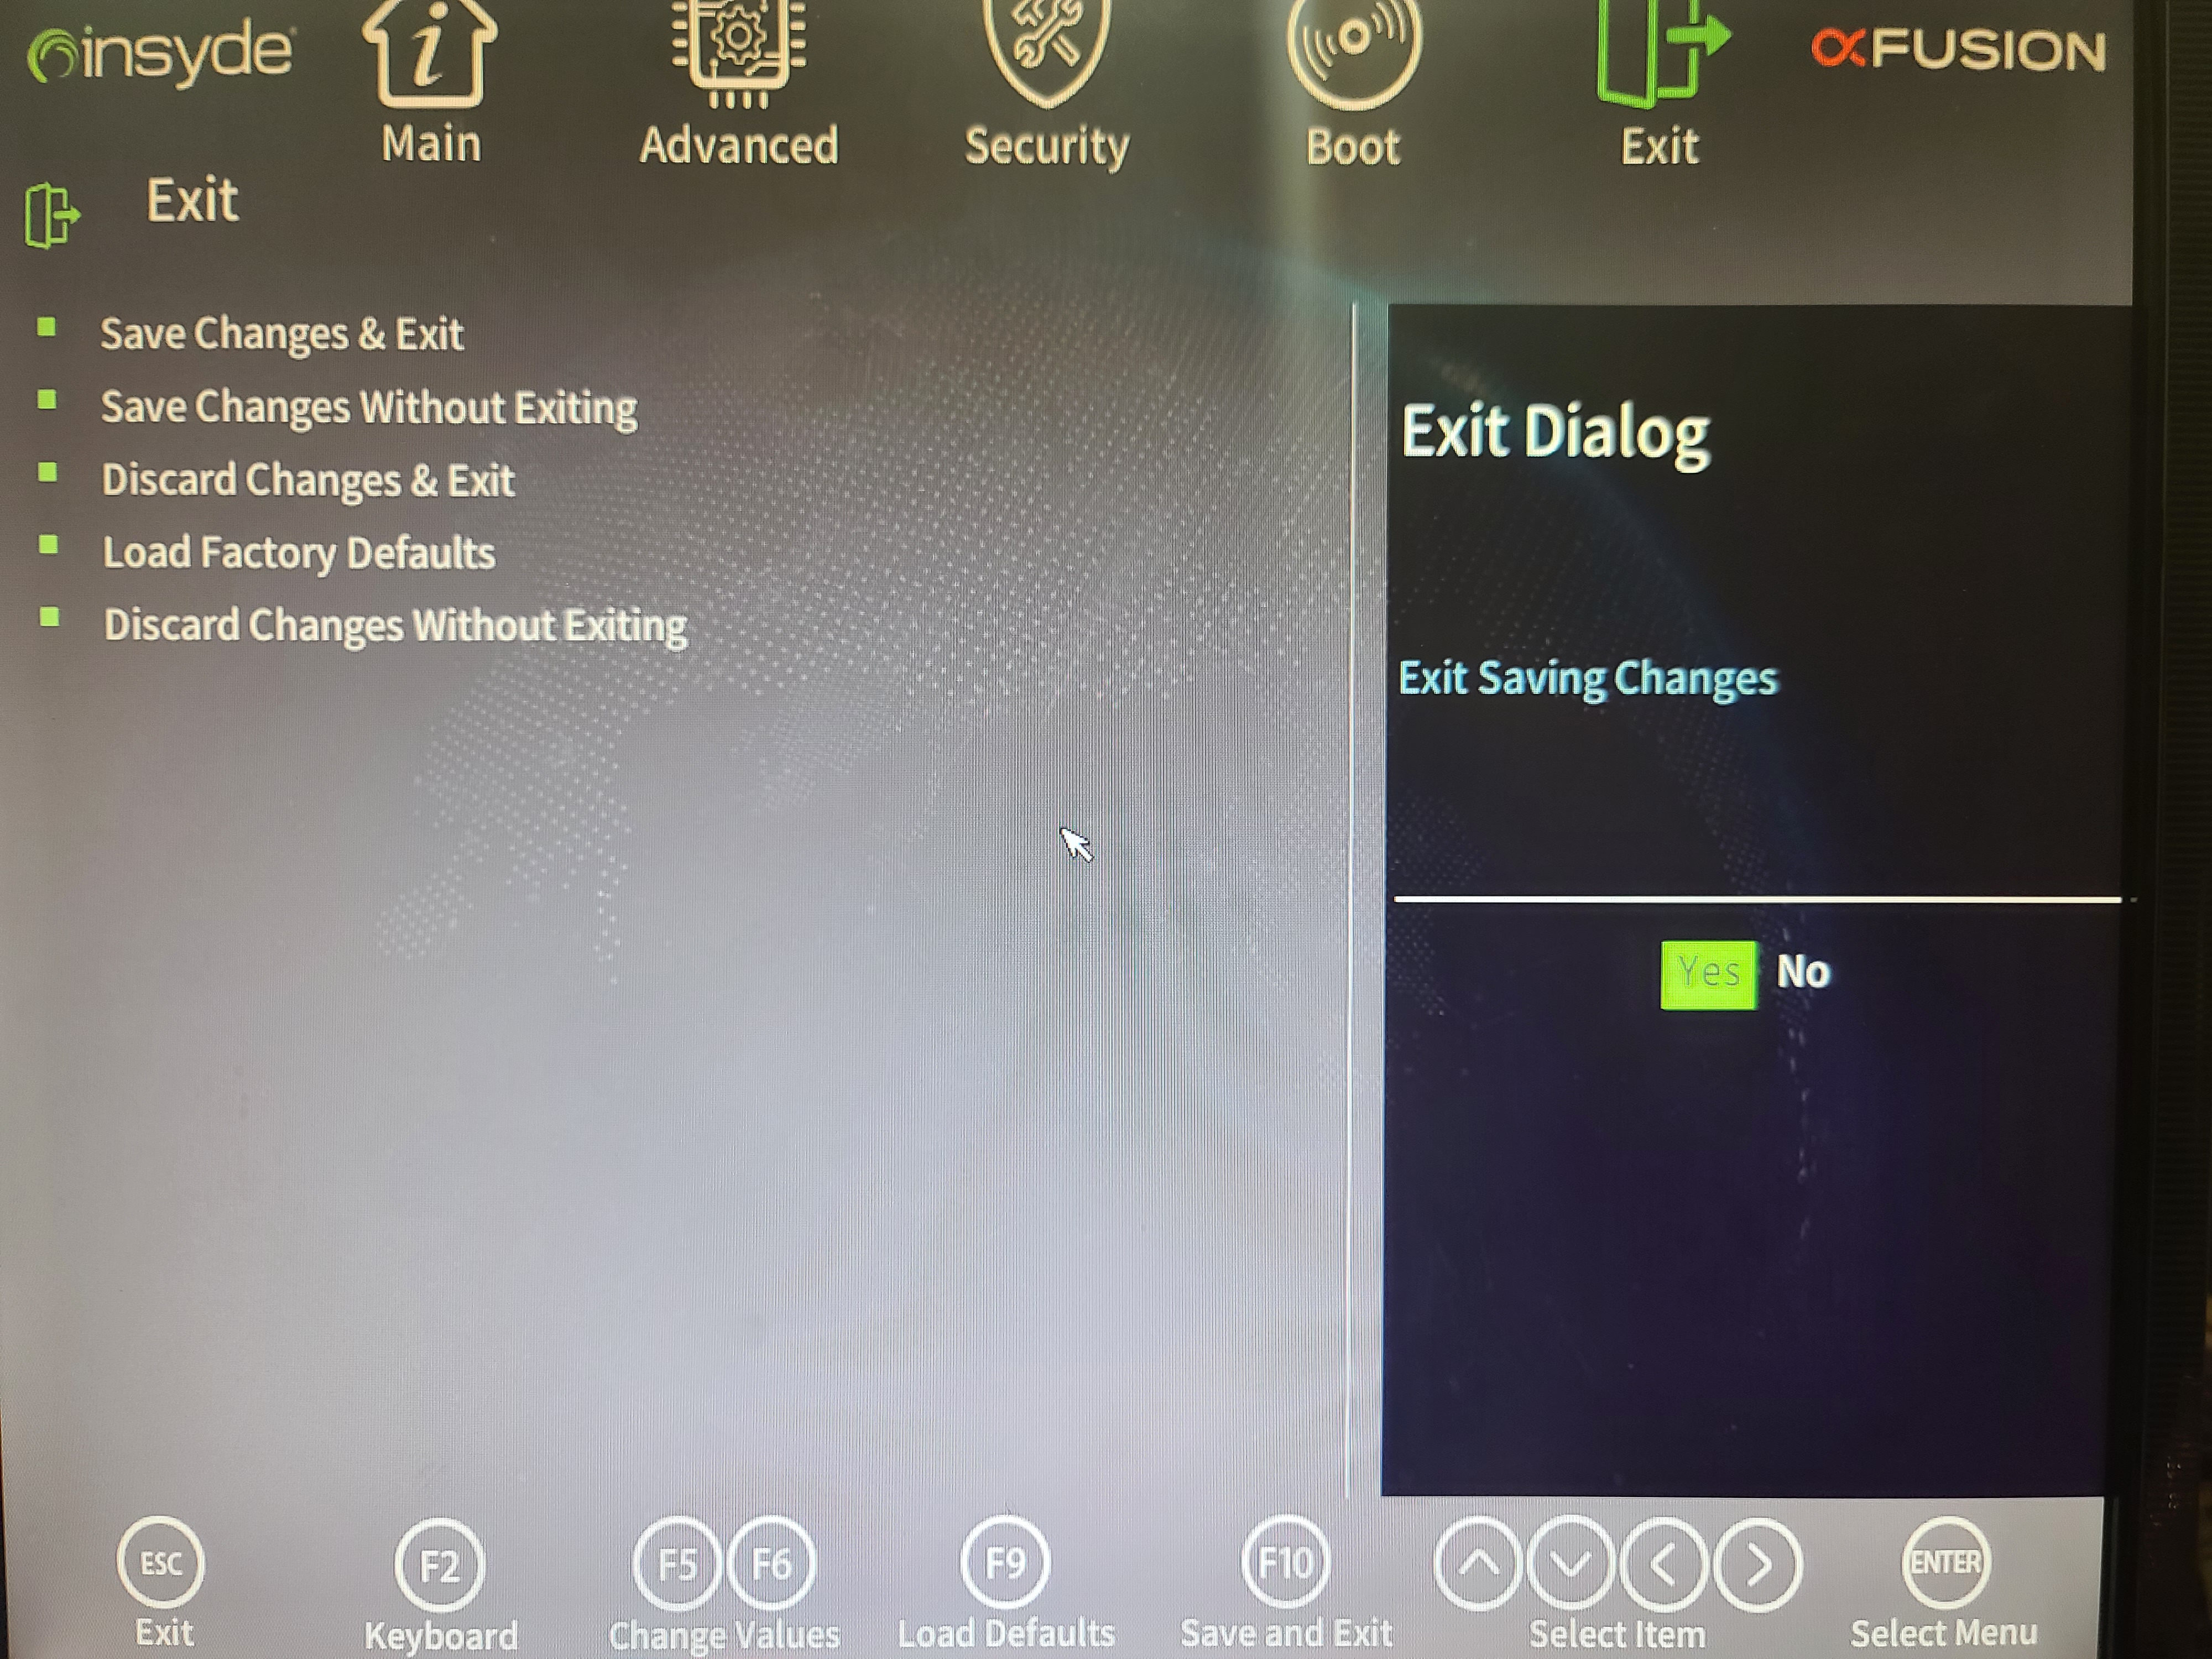 insyde
Main
Advanced
Security
Boot
Exit
αFUSION
Exit
Save Changes & Exit
Save Changes Without Exiting
Discard Changes & Exit
Load Factory Defaults
Discard Changes Without Exiting
Exit Dialog
Exit Saving Changes
Yes No
ESC
F2
F5 F6
F9
F10
ENTER
Exit
Keyboard
Change Values
Load Defaults
Save and Exit
Select Item
Select Menu